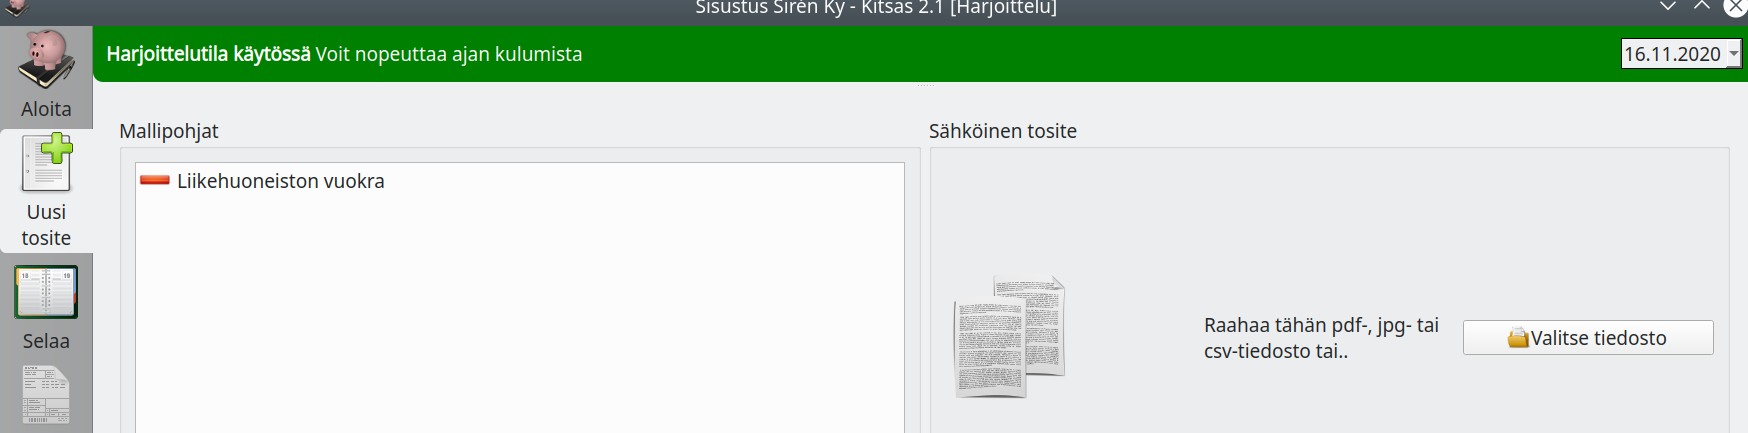 Sisustus Sirén Ky - Kitsas 2.1 [Harjoittelu]
Harjoittelutila käytössä Voit nopeuttaa ajan kulumista
16.11.2020
Aloita
Uusi
tosite
Selaa
Mallipohjat
Liikehuoneiston vuokra
Sähköinen tosite
Raahaa tähän pdf-, jpg- tai
csv-tiedosto tai..
Valitse tiedosto